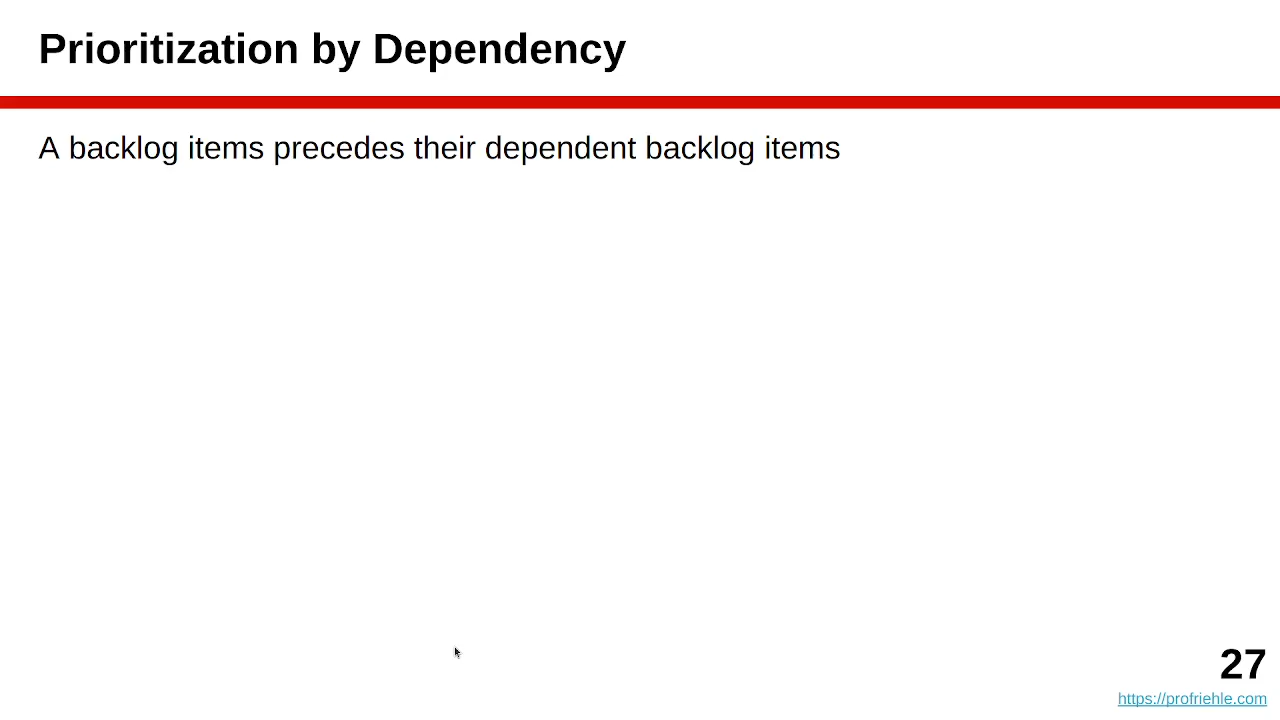 Prioritization by Dependency
A backlog items precedes their dependent backlog items
27
https://profriehle.com